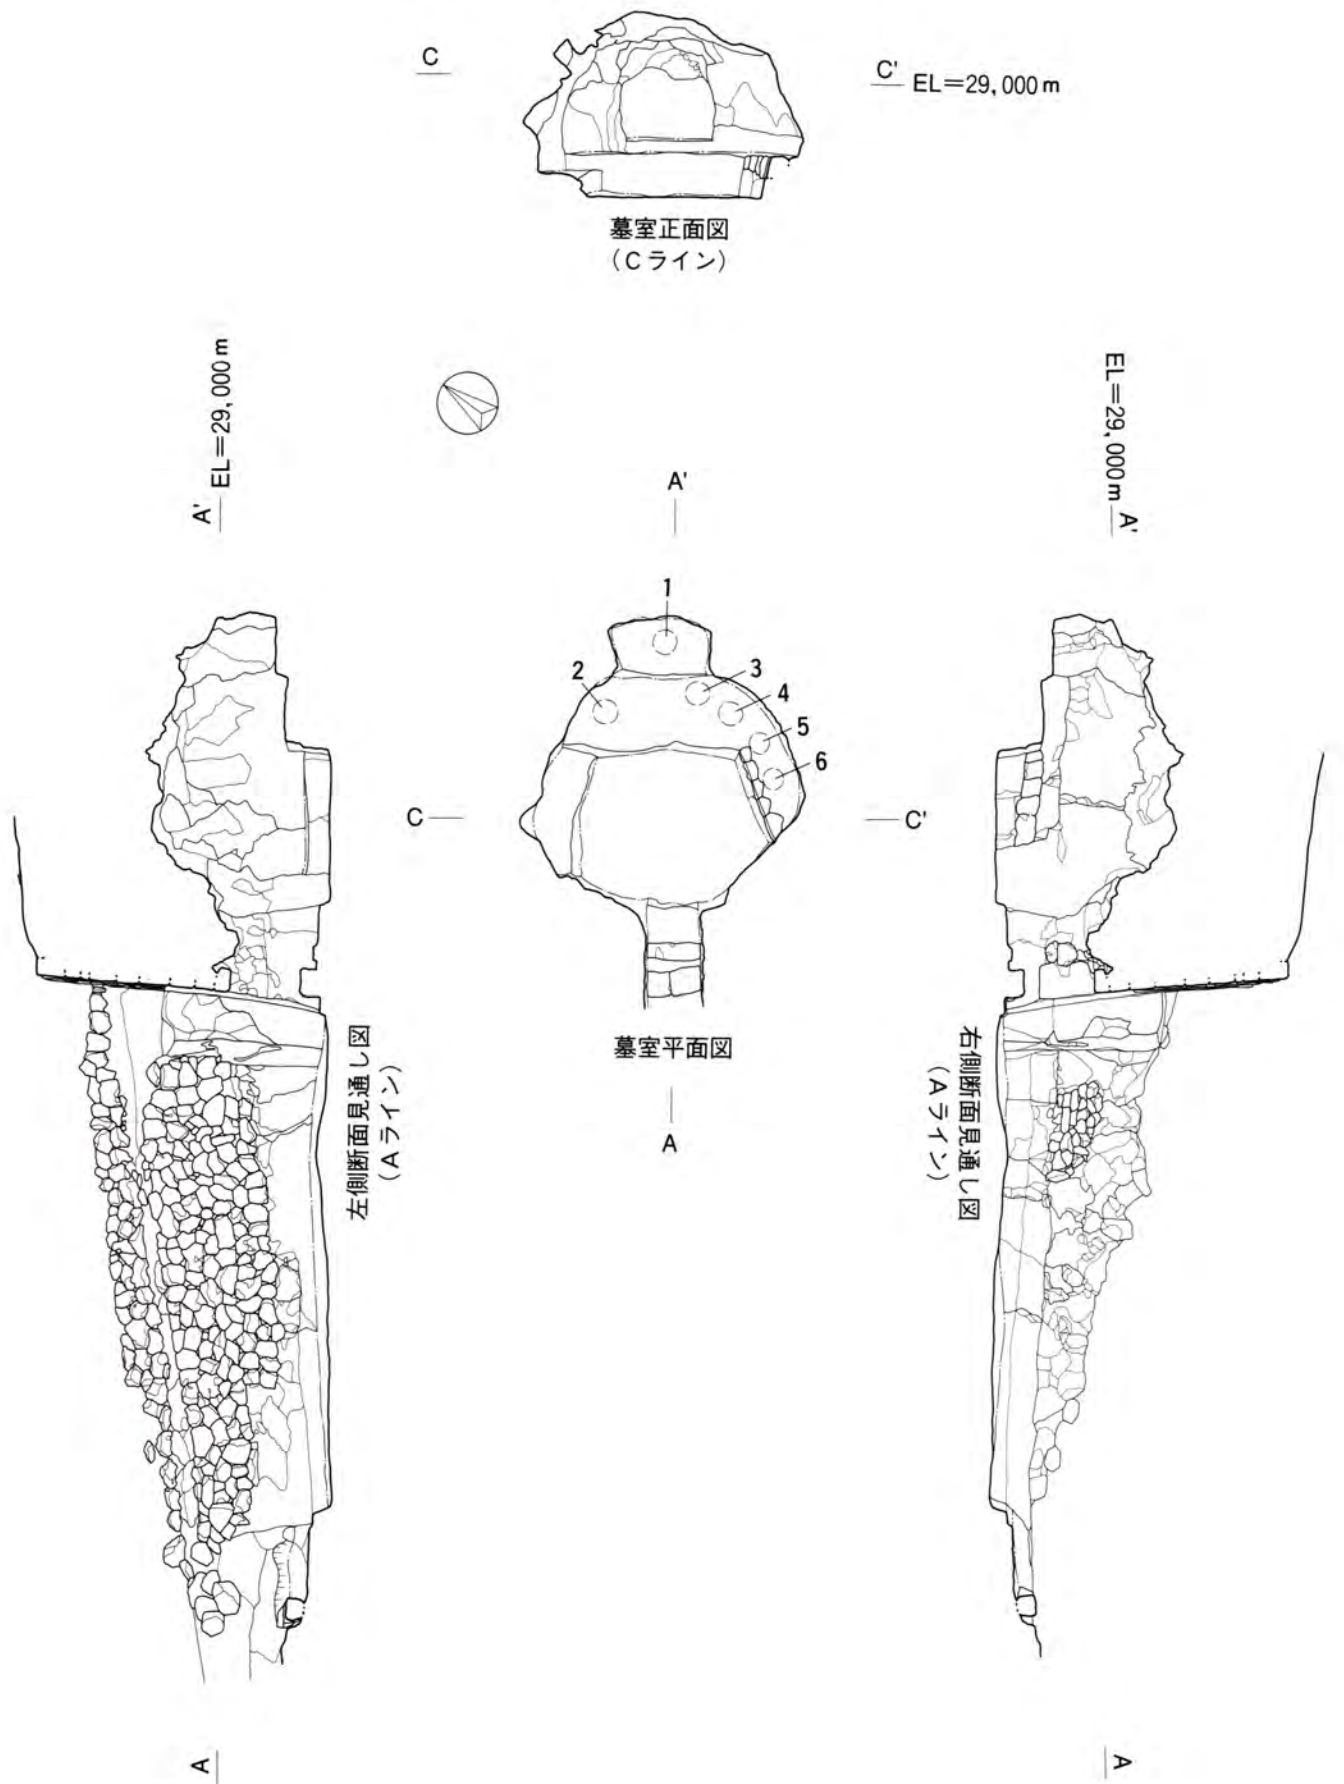 C
C' EL=29,000m
墓室正面図
(Cライン)
A' EL=29,000m
EL=29,000m A'
A'
1
2
3
4
5
6
C
C'
墓室平面図
A
左側断面見通し図
(Aライン)
右側断面見通し図
(Aライン)
A
A